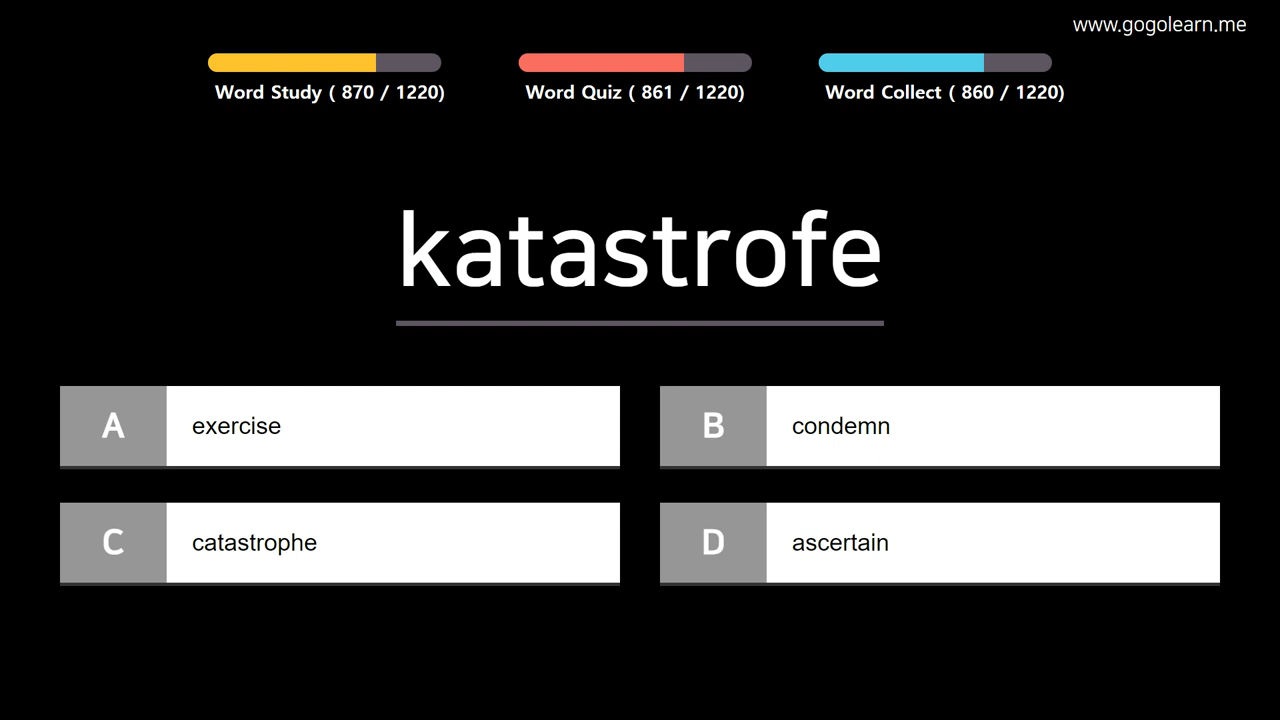 www.gogolearn.me
Word Study ( 870 / 1220)
Word Quiz ( 861 / 1220)
Word Collect ( 860 / 1220)
katastrofe
A exercise
B condemn
C catastrophe
D ascertain